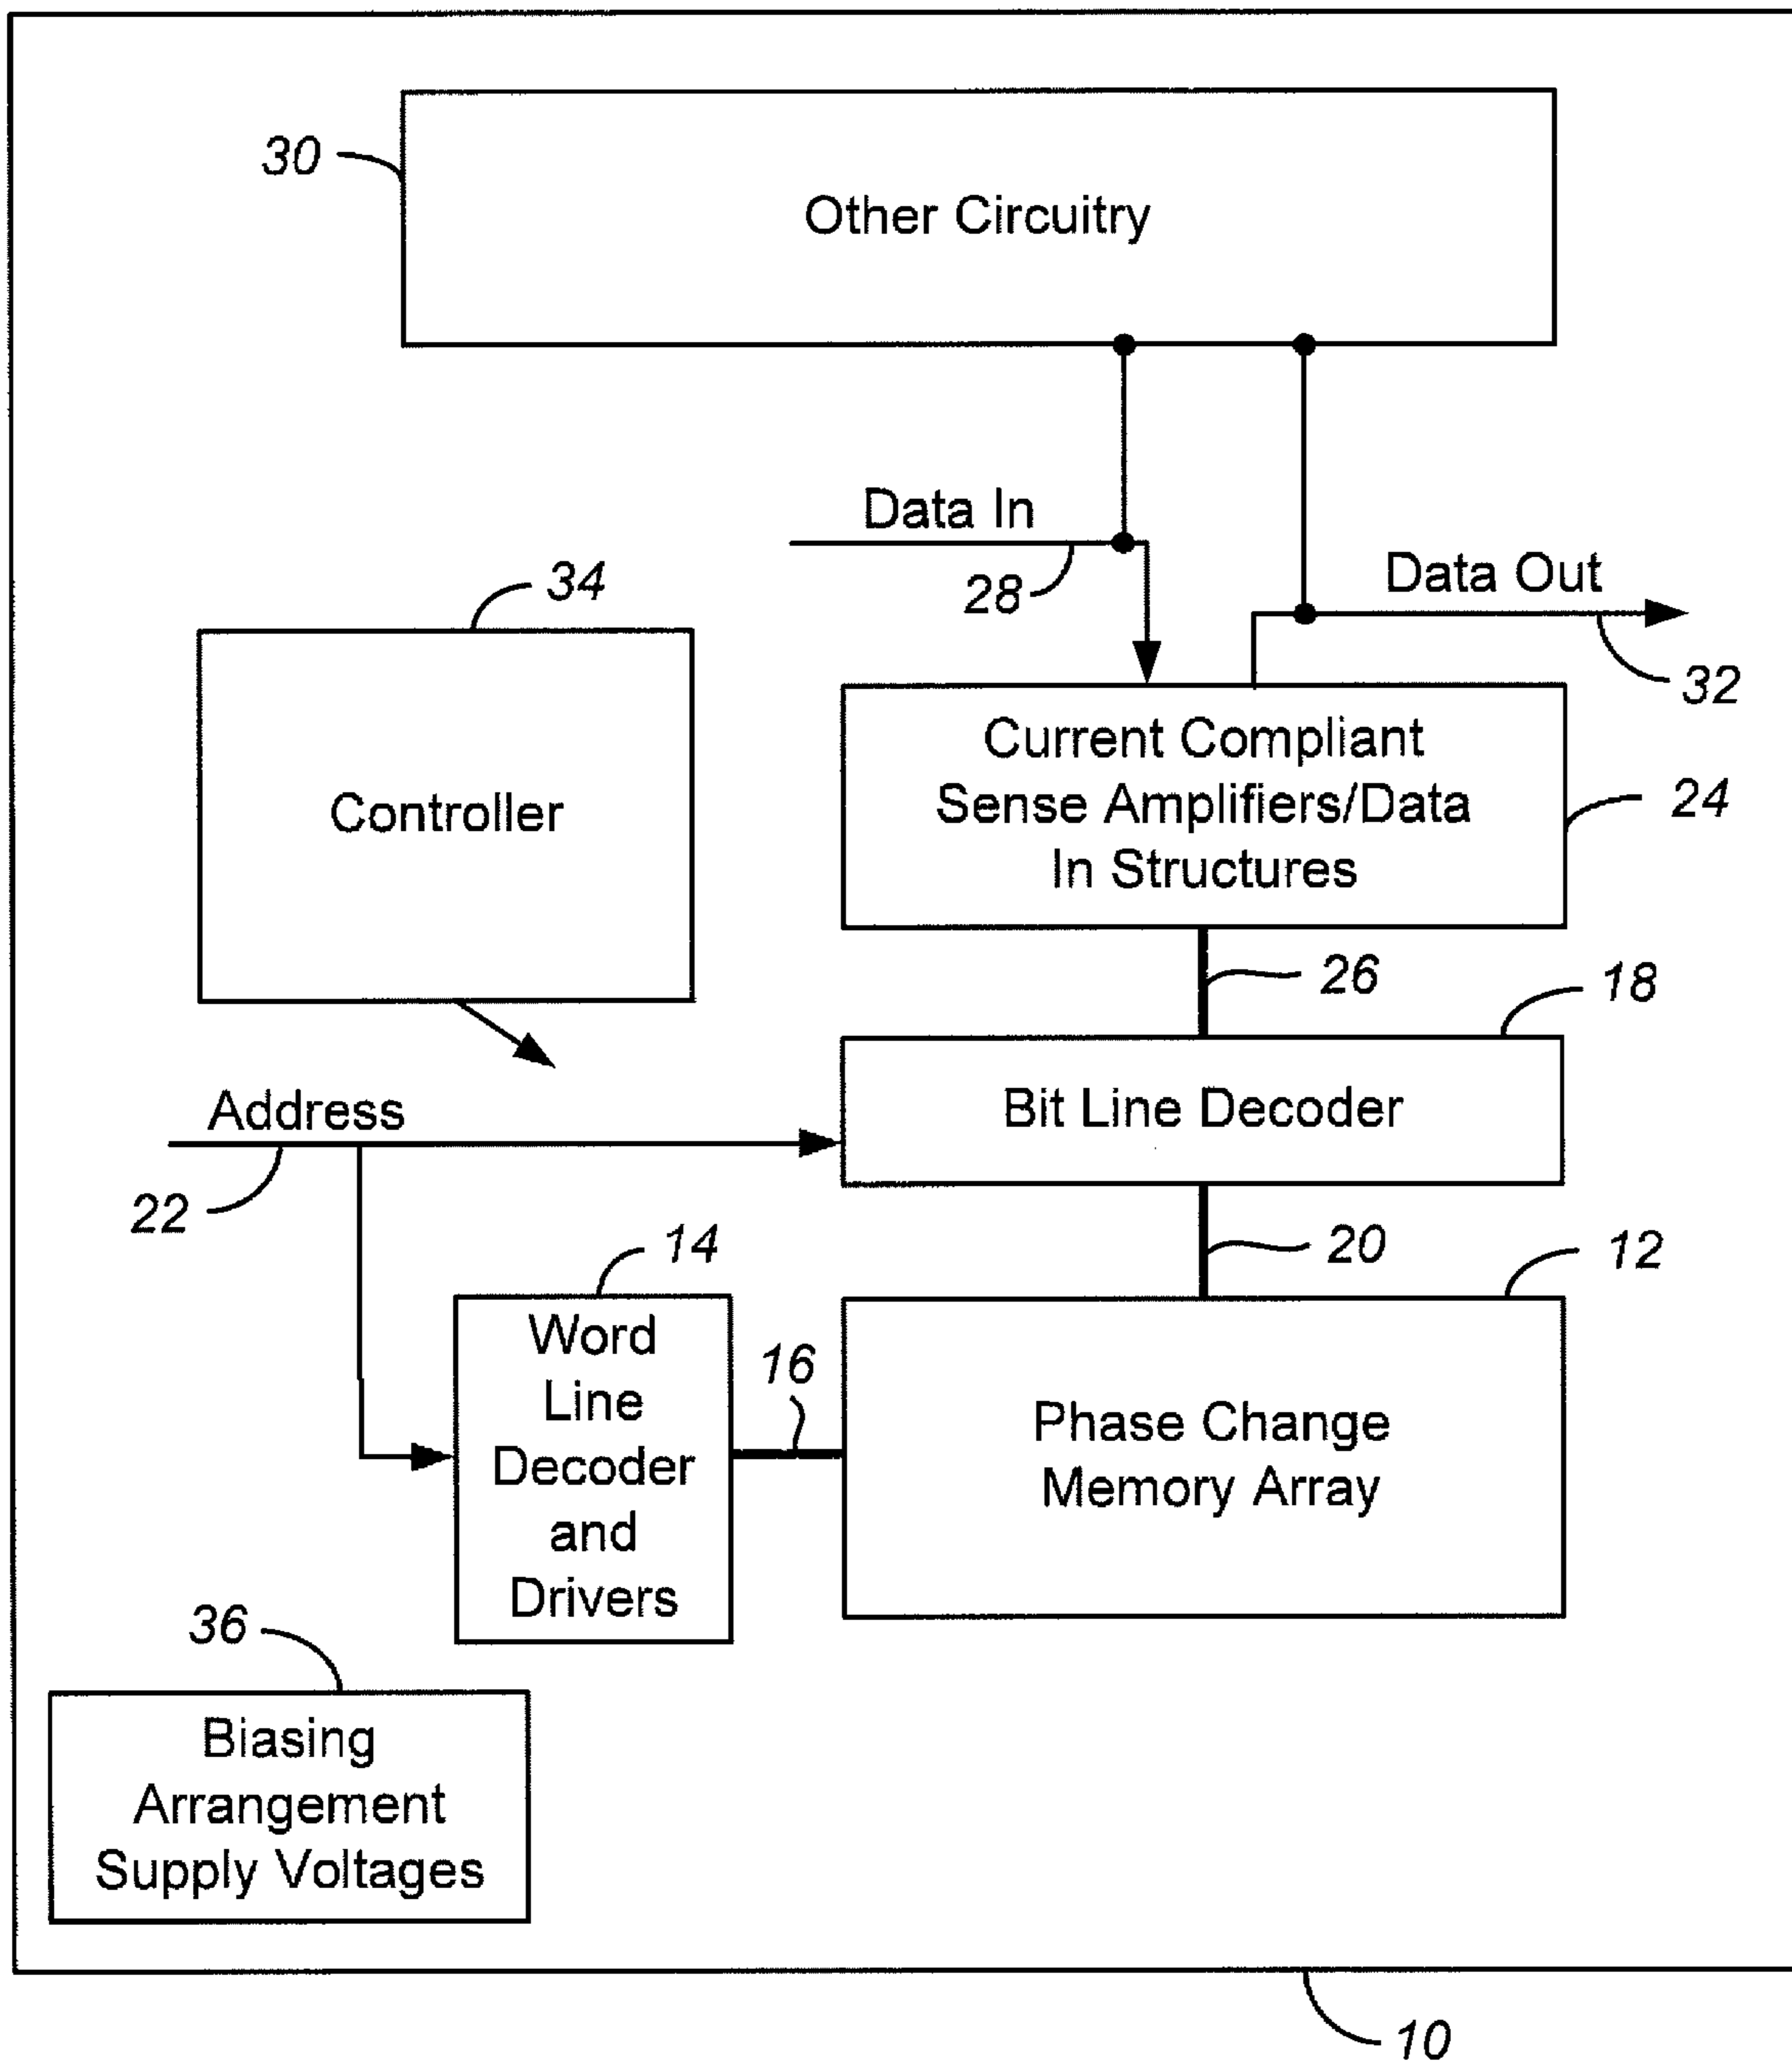 30
Other Circuitry
Data In
28
Data Out
32
34
Controller
Current Compliant
Sense Amplifiers/Data
In Structures
24
26
18
Address
22
Bit Line Decoder
20
14
12
Word
Line
Decoder
and
Drivers
16
Phase Change
Memory Array
36
Biasing
Arrangement
Supply Voltages
10